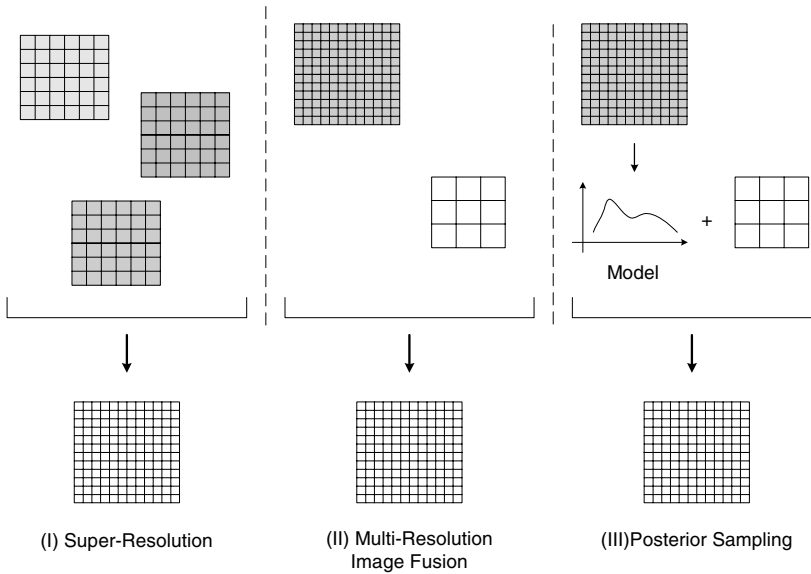 +
Model
(I) Super-Resolution
(II) Multi-Resolution
Image Fusion
(III)Posterior Sampling